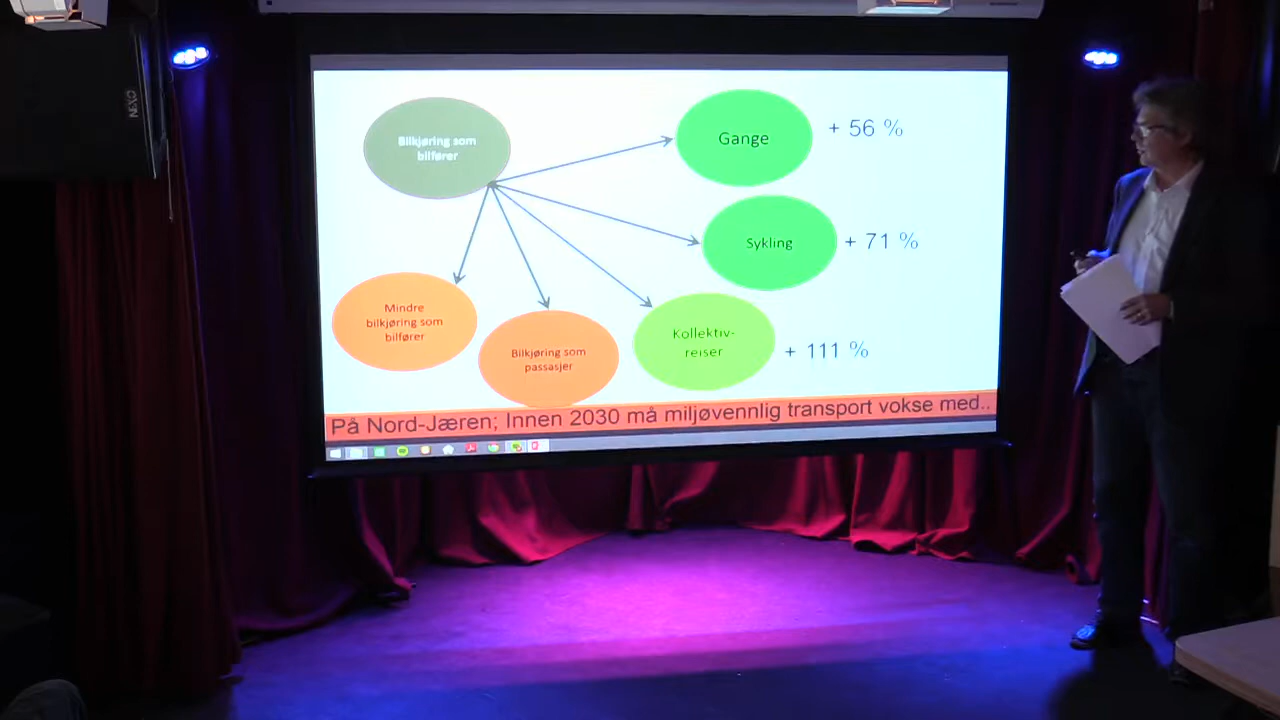 NEXO
Bilkjøring som
bilfører
Gange
+ 56 %
Sykling
+ 71 %
Mindre
bilkjøring som
bilfører
Bilkjøring som
passasjer
Kollektiv-
reiser
+ 111 %
På Nord-Jæren; Innen 2030 må miljøvennlig transport vokse med..